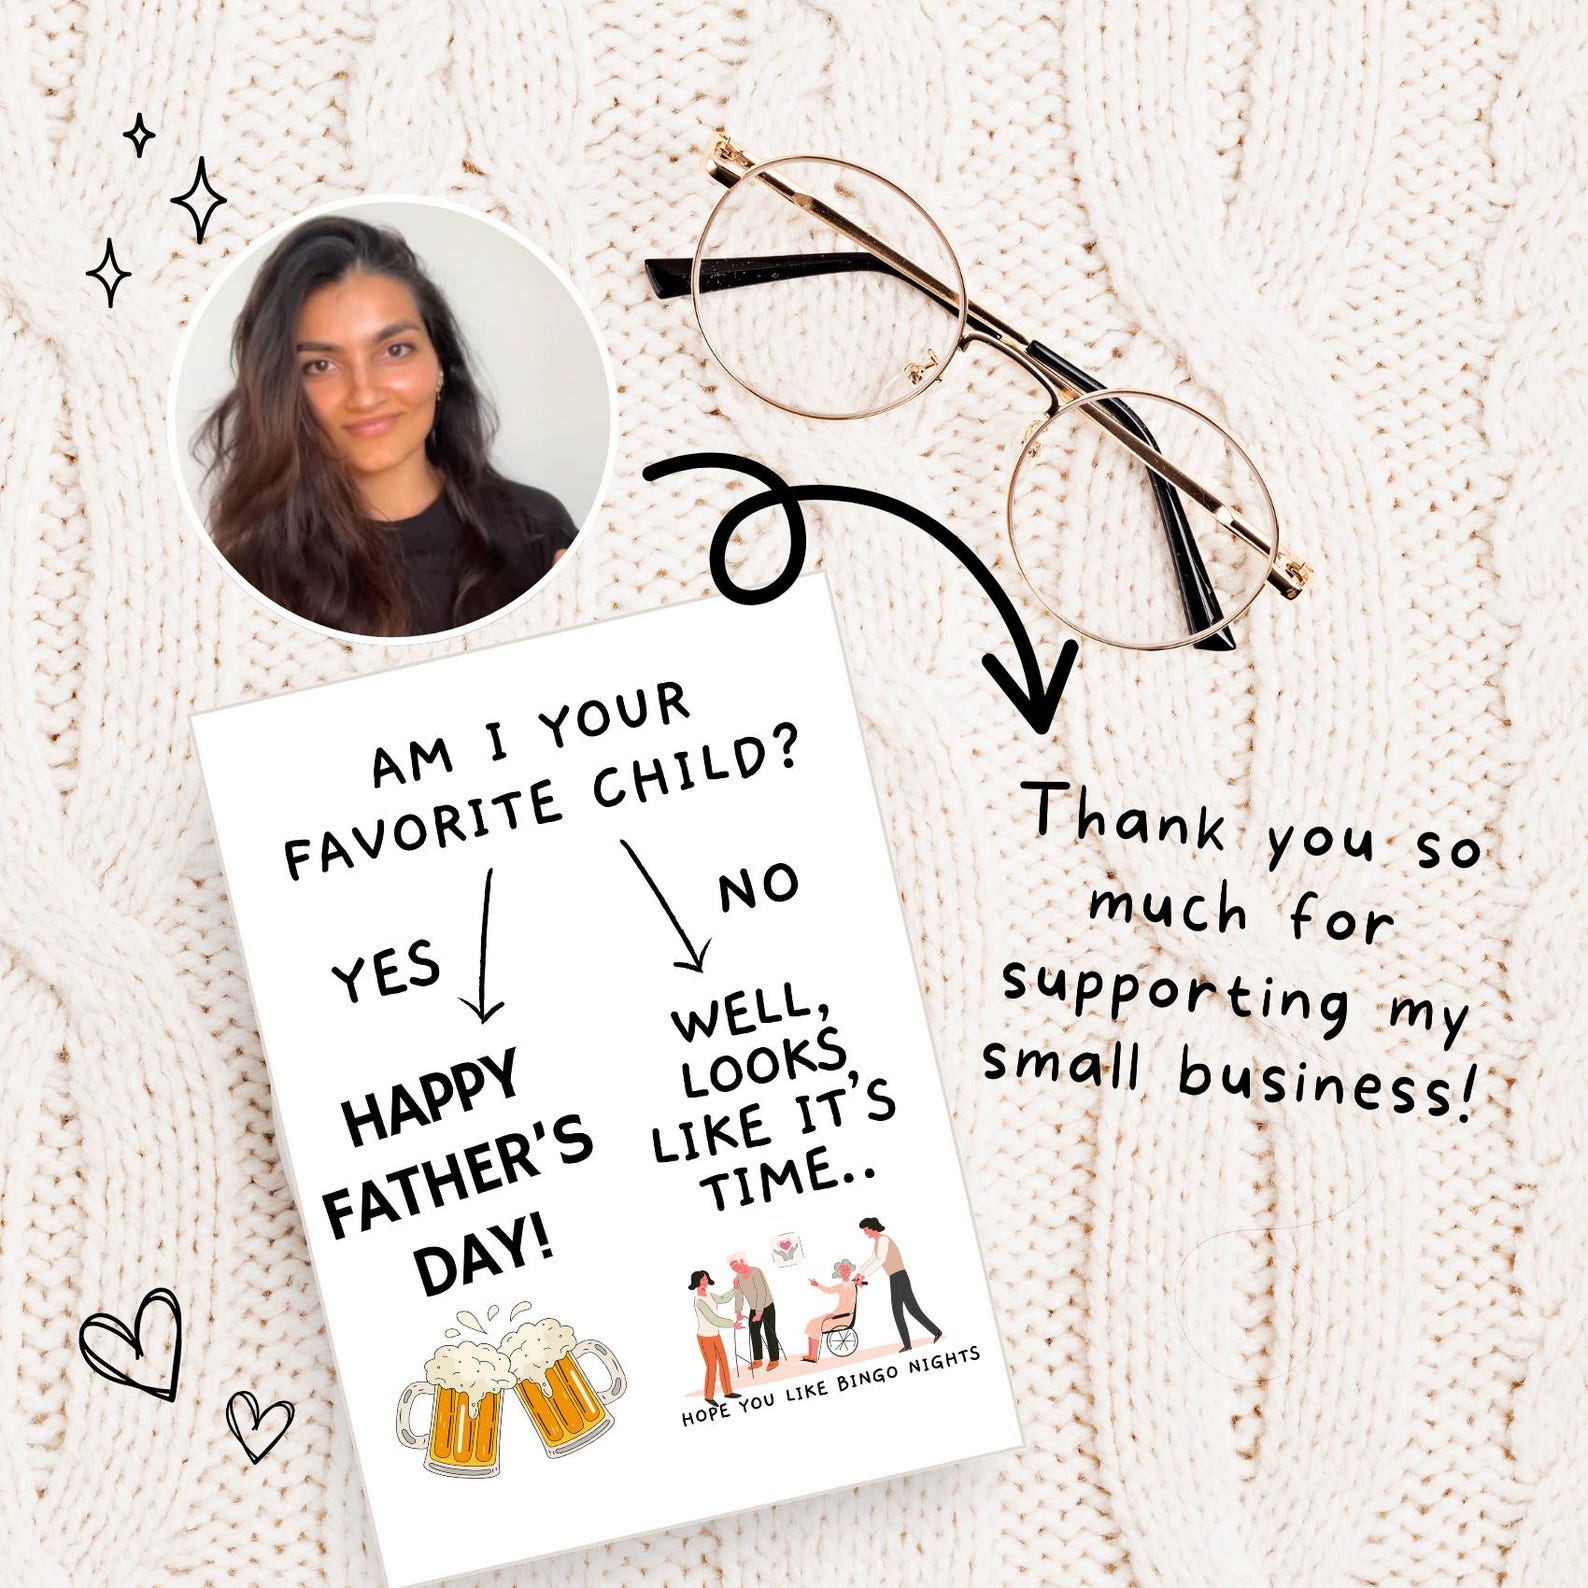 AM I YOUR
FAVORITE CHILD?
YES
HAPPY
FATHER'S
DAY!
NO
WELL,
LOOKS,
LIKE IT'S
TIME..
HOPE YOU LIKE BINGO NIGHTS
Thank you so
much for
supporting my
small business!